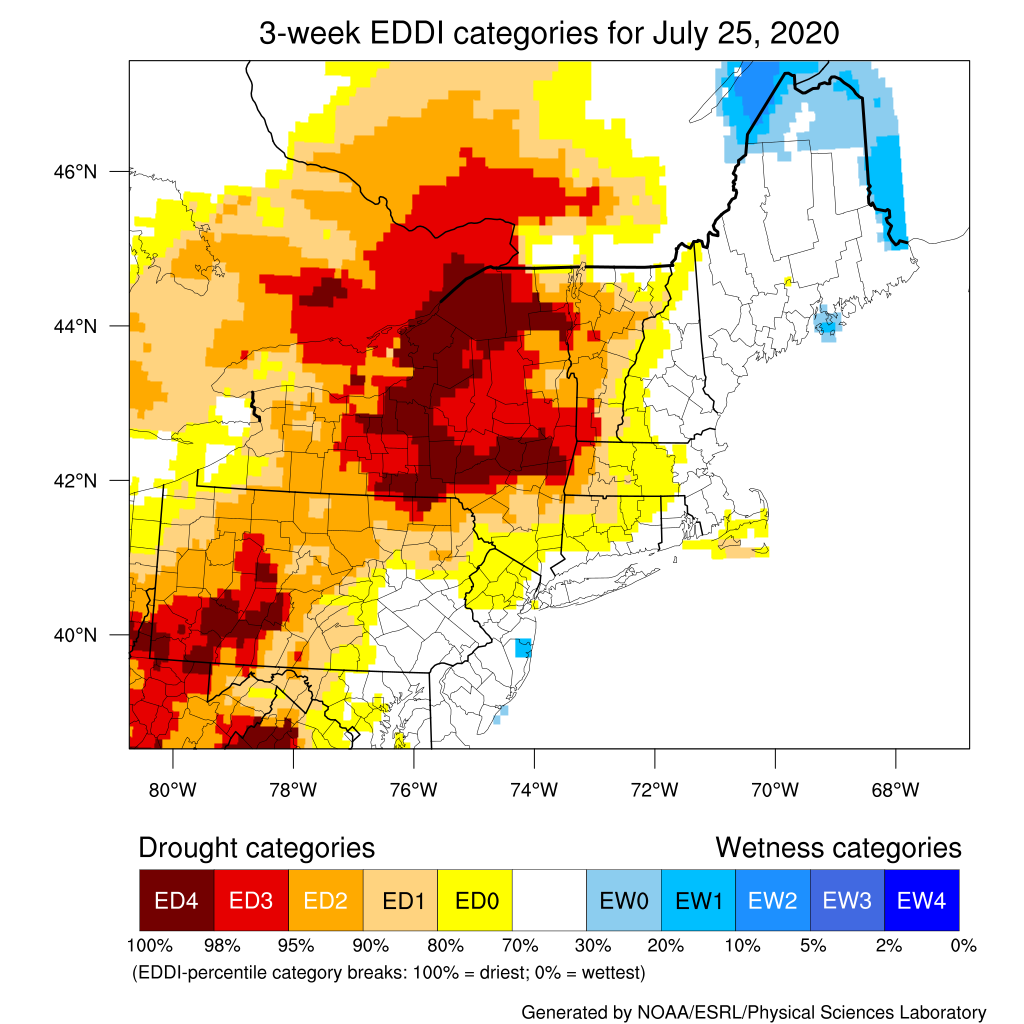 3-week EDDI categories for July 25, 2020
46°N
44°N
42°N
40°N
80°W 78°W 76°W 74°W 72°W 70°W 68°W
Drought categories Wetness categories
ED4 ED3 ED2 ED1 ED0 EW0 EW1 EW2 EW3 EW4
100% 98% 95% 90% 80% 70% 30% 20% 10% 5% 2% 0%
(EDDI-percentile category breaks: 100% = driest; 0% = wettest)
Generated by NOAA/ESRL/Physical Sciences Laboratory